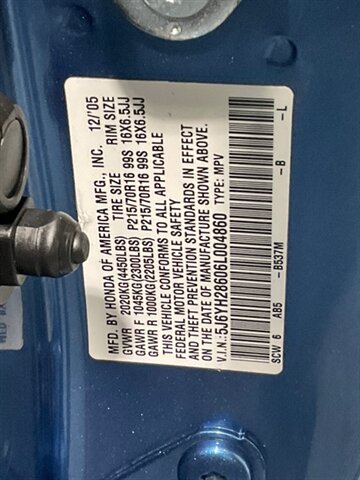 MFD. BY HONDA OF AMERICA MFG., INC. 12/'05
TIRE SIZE RIM SIZE
GVWR 2020KG(4450LBS)
GAWR F 1045KG(2300LBS) P215/70R16 99S 16X6.5JJ
GAWR R 1000KG(2205LBS) P215/70R16 99S 16X6.5JJ
THIS VEHICLE CONFORMS TO ALL APPLICABLE
FEDERAL MOTOR VEHICLE SAFETY
AND THEFT PREVENTION STANDARDS IN EFFECT
ON THE DATE OF MANUFACTURE SHOWN ABOVE.
V.I.N.: 5J6YH28606L004860 TYPE: MPV
SCW 6 AB5 -B537M -B -L